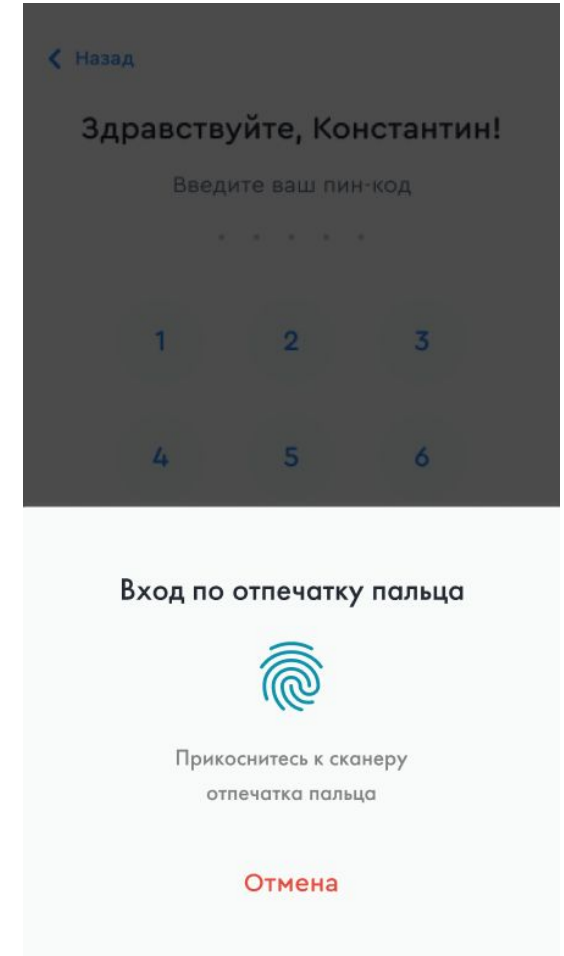 Назад
Здравствуйте, Константин!
Введите ваш пин-код
1 2 3
4 5 6
Вход по отпечатку пальца
Прикоснитесь к сканеру
отпечатка пальца
Отмена